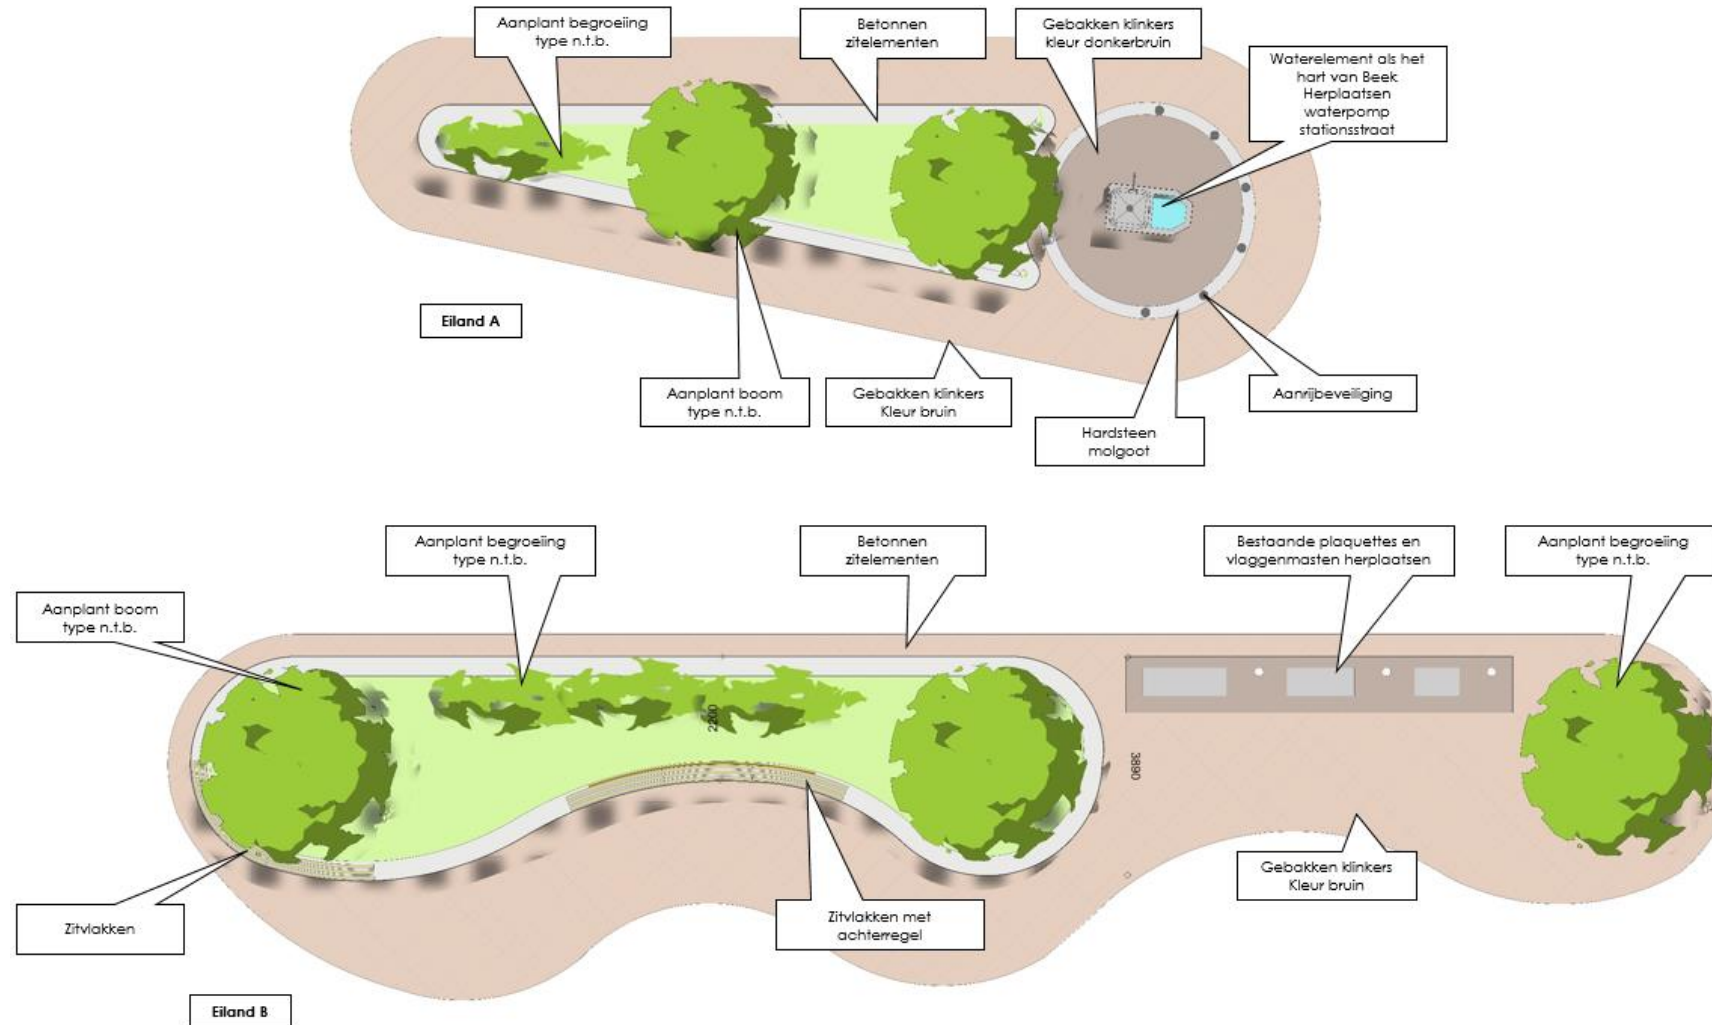 Aanplant begroeiing
type n.t.b.
Betonnen
zitelementen
Gebakken klinkers
kleur donkerbruin
Waterelement als het
hart van Beek
Herplaatsen
waterpomp
stationsstraat
Eiland A
Aanplant boom
type n.t.b.
Gebakken klinkers
Kleur bruin
Aanrijbeveiliging
Hardsteen
molgoot
Aanplant begroeiing
type n.t.b.
Betonnen
zitelementen
Bestaande plaquettes en
vlaggenmasten herplaatsen
Aanplant begroeiing
type n.t.b.
Aanplant boom
type n.t.b.
2200
3890
Gebakken klinkers
Kleur bruin
Zitvlakken
Zitvlakken met
achterregel
Eiland B